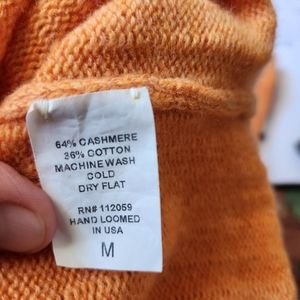 64% CASHMERE
36% COTTON
MACHINE WASH
COLD
DRY FLAT
RN# 112059
HAND LOOMED
IN USA
M